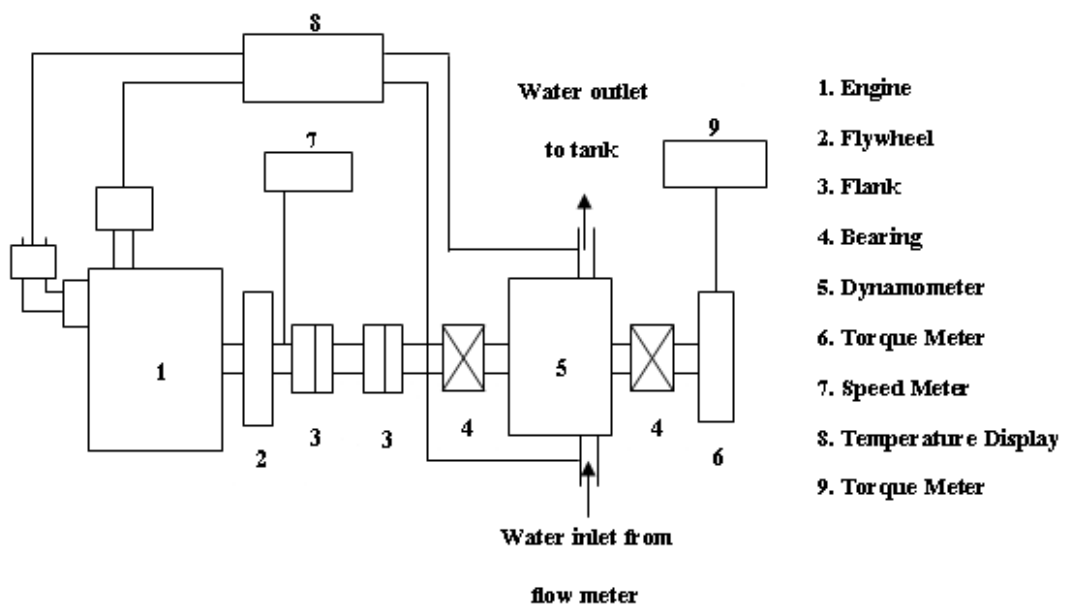 8
Water outlet
to tank
7
9
1
2
3
3
4
5
4
6
Water inlet from
flow meter
1. Engine
2. Flywheel
3. Flank
4. Bearing
5. Dynamometer
6. Torque Meter
7. Speed Meter
8. Temperature Display
9. Torque Meter